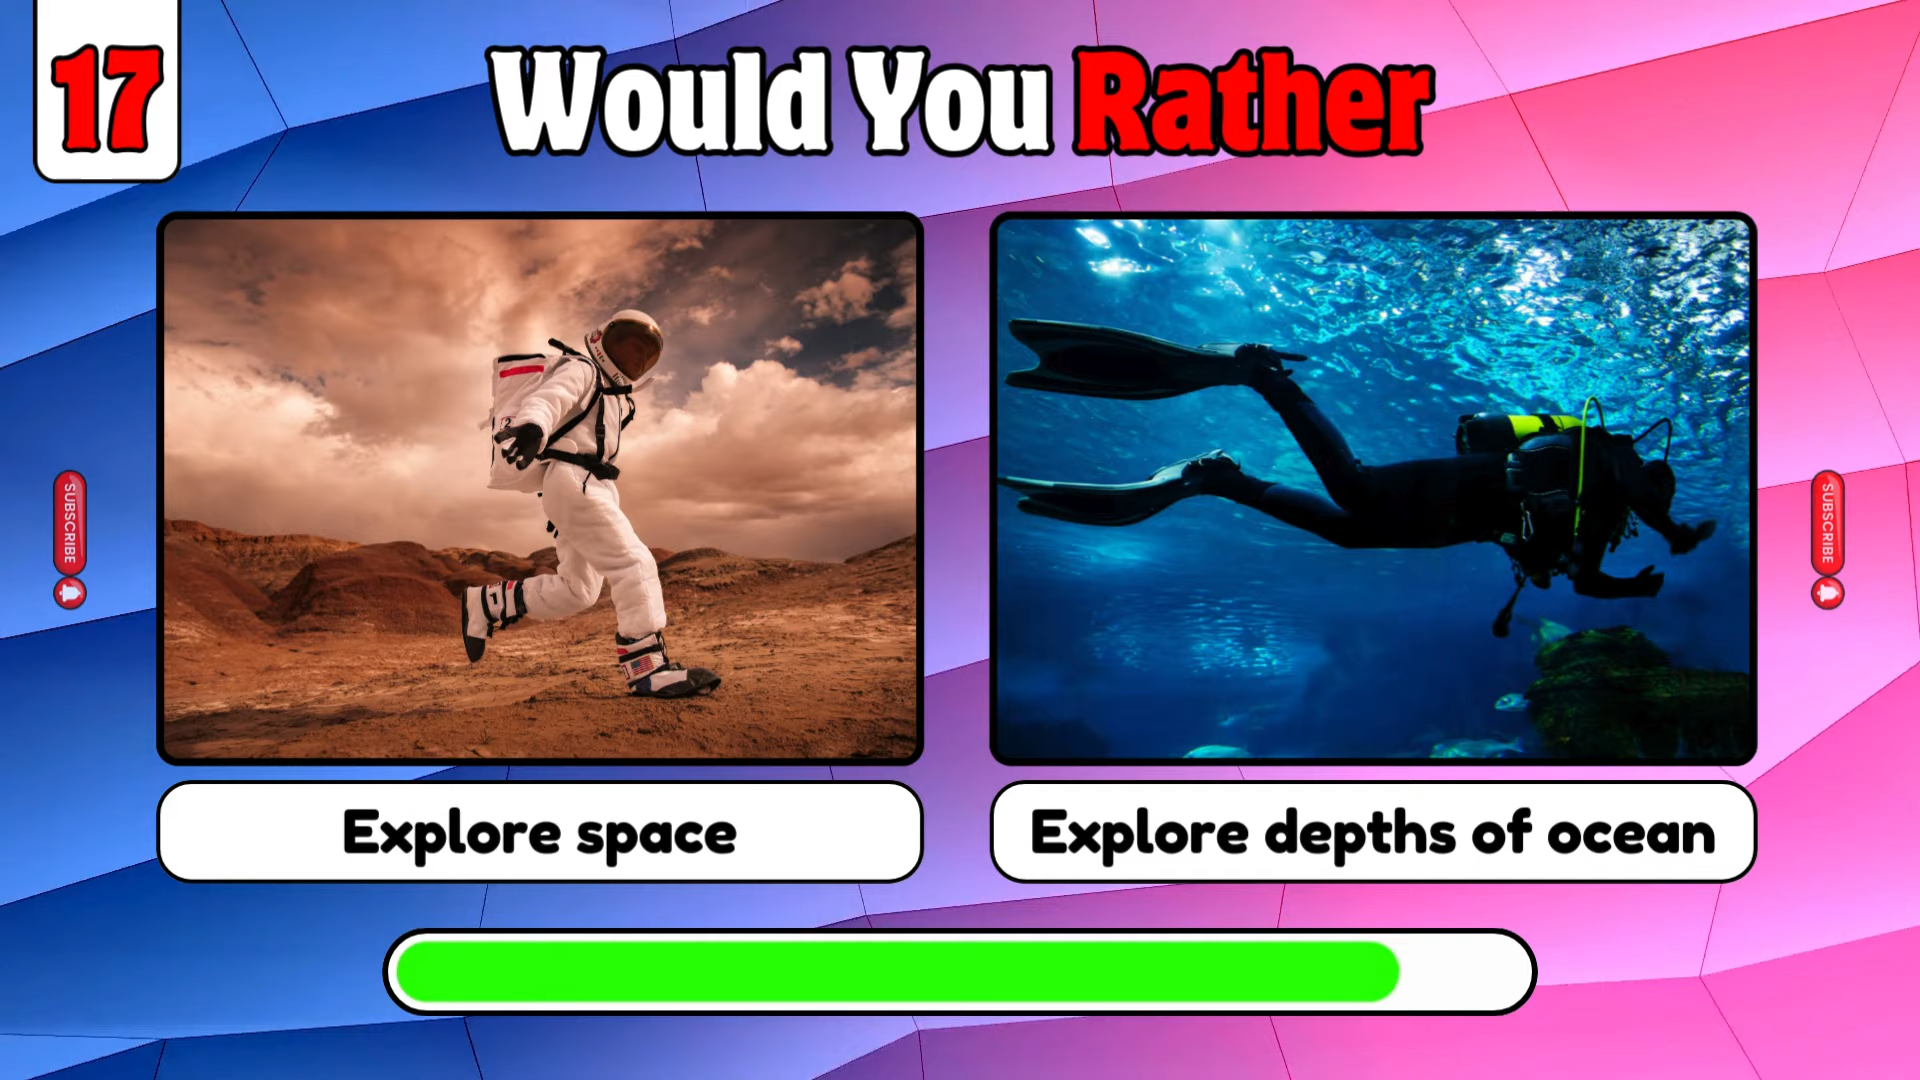 17
Would You Rather
SUBSCRIBE
SUBSCRIBE
Explore space
Explore depths of ocean